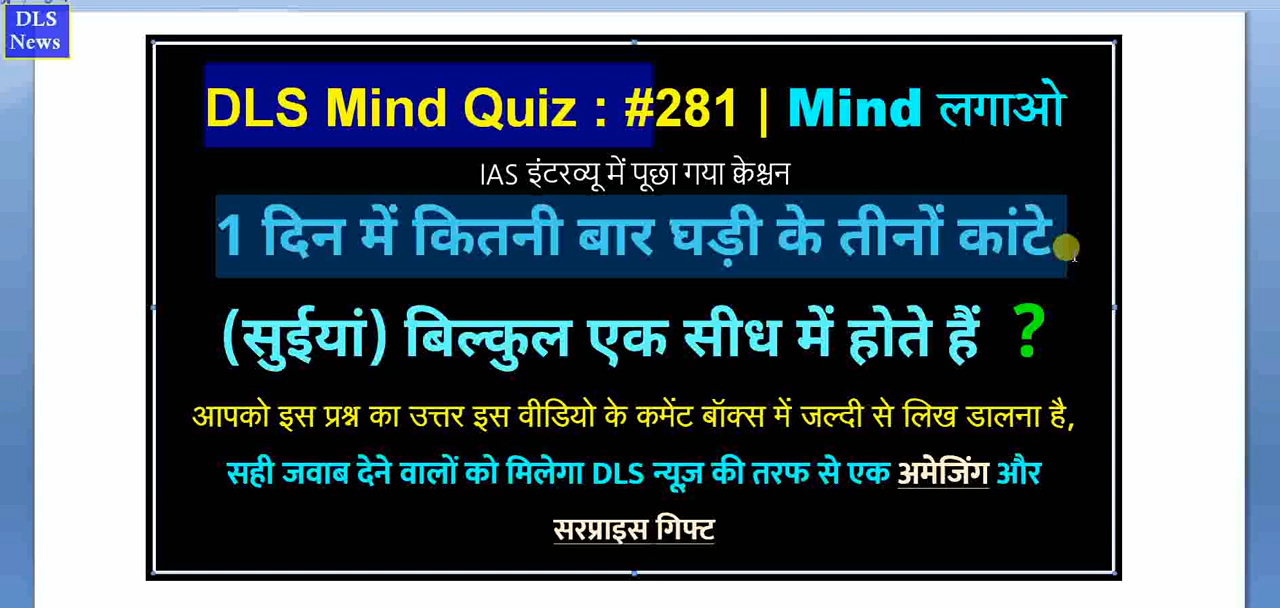 DLS
News
DLS Mind Quiz : #281 | Mind लगाओ
IAS इंटरव्यू में पूछा गया क्वेश्चन
1 दिन में कितनी बार घड़ी के तीनों कांटे
(सुईयां) बिल्कुल एक सीध में होते हैं ?
आपको इस प्रश्न का उत्तर इस वीडियो के कमेंट बॉक्स में जल्दी से लिख डालना है,
सही जवाब देने वालों को मिलेगा DLS न्यूज़ की तरफ से एक अमेजिंग और
सरप्राइस गिफ्ट